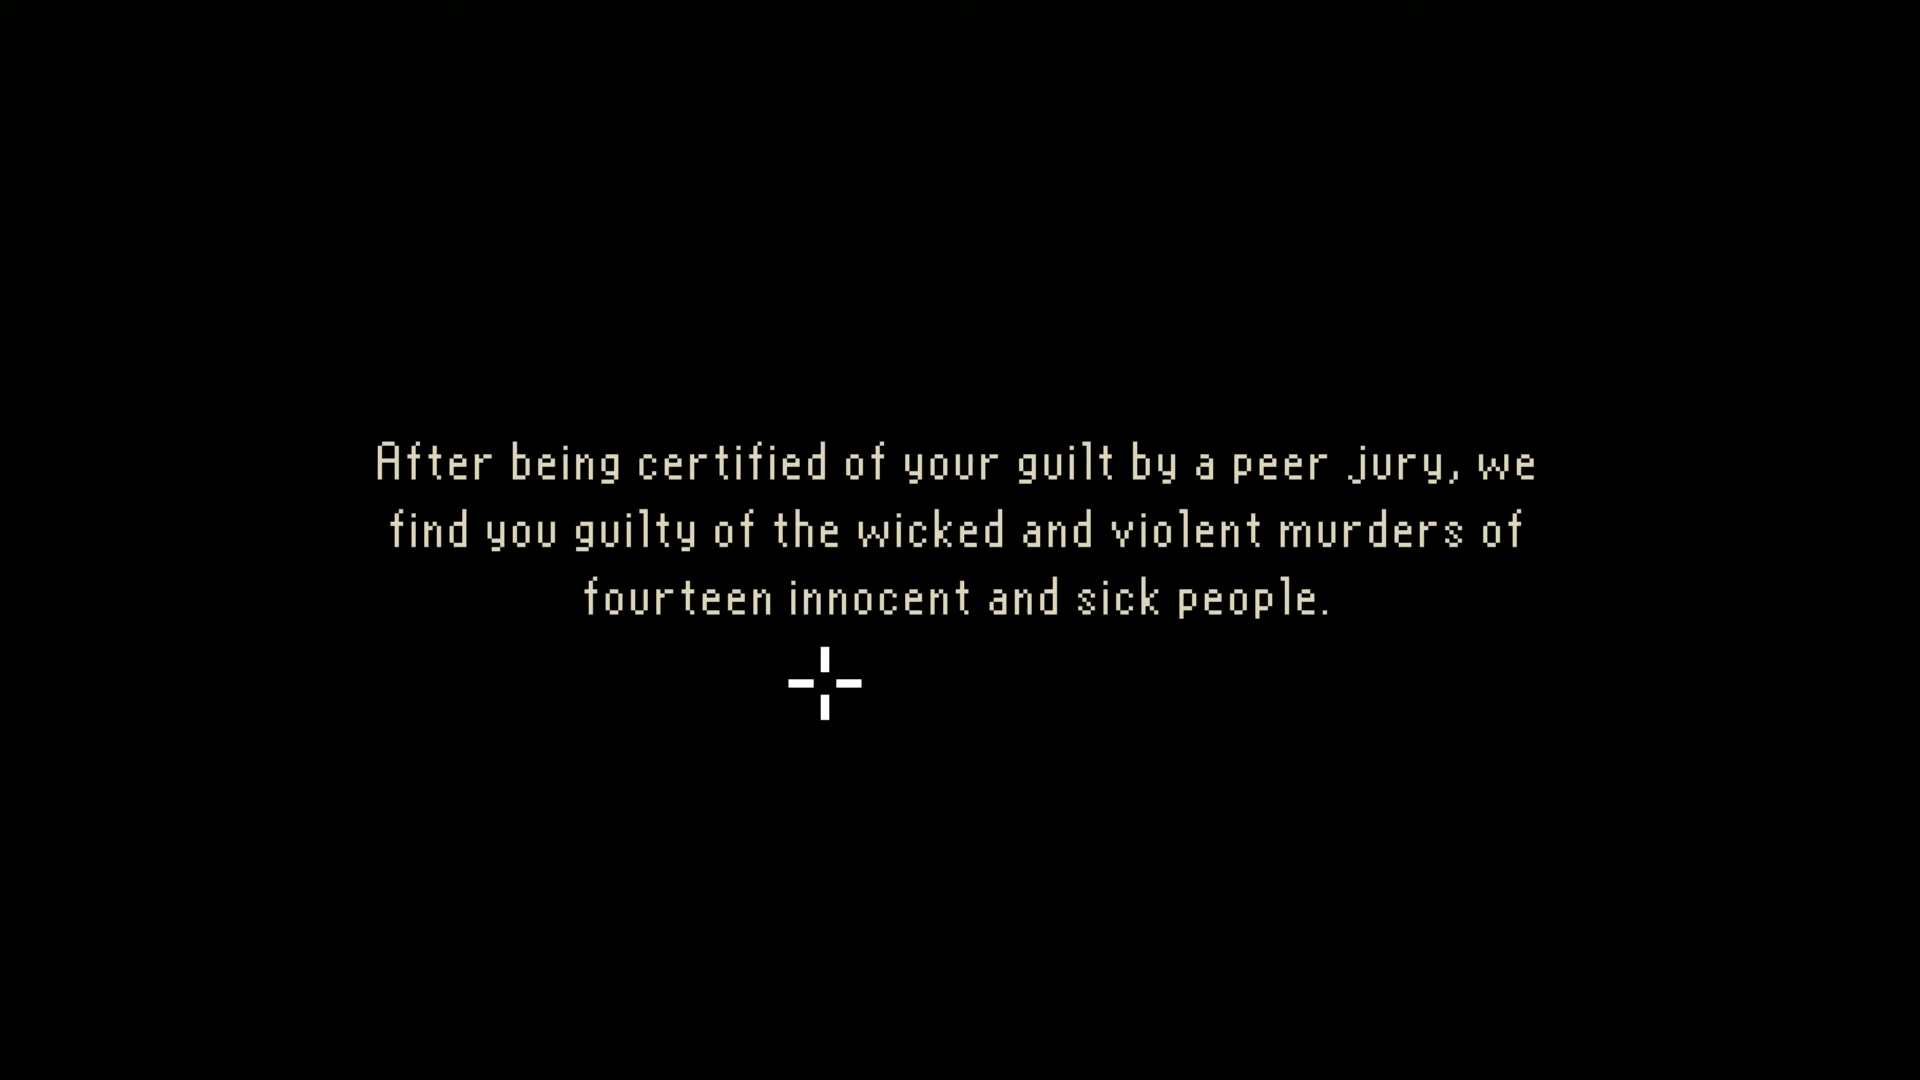 After being certified of your guilt by a peer jury, we
find you guilty of the wicked and violent murders of
fourteen innocent and sick people.